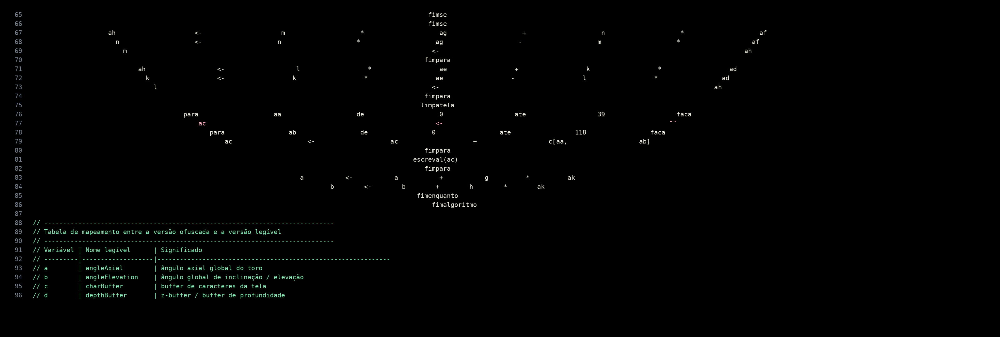 65 fimse
66 fimse
67 ah <- m * ag + n * af
68 n <- n * ag - m * af
69 m <- ah
70 fimpara
71 ah <- l * ae + k * ad
72 k <- k * ae - l * ad
73 l <- ah
74 fimpara
75 limpatela
76 para aa de 0 ate 39 faca
77 ac <- ""
78 para ab de 0 ate 118 faca
79 ac <- ac + c[aa, ab]
80 fimpara
81 escreval(ac)
82 fimpara
83 a <- a + g * ak
84 b <- b + h * ak
85 fimenquanto
86 fimalgoritmo
87
88 // -----------------------------------------------------------------------------
89 // Tabela de mapeamento entre a versão ofuscada e a versão legível
90 // -----------------------------------------------------------------------------
91 // Variável | Nome legível      | Significado
92 // ---------|-------------------|--------------------------------------------------------------
93 // a        | angleAxial        | ângulo axial global do toro
94 // b        | angleElevation    | ângulo global de inclinação / elevação
95 // c        | charBuffer        | buffer de caracteres da tela
96 // d        | depthBuffer       | z-buffer / buffer de profundidade